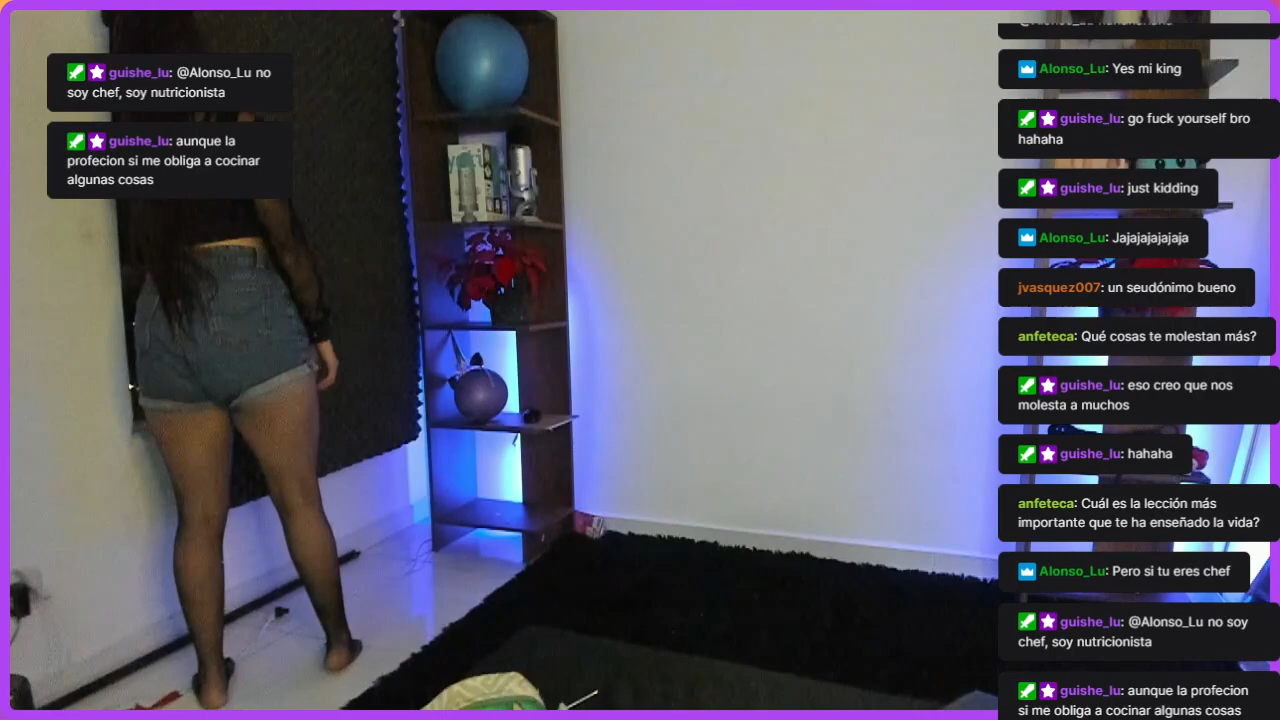 guishe_lu: @Alonso_Lu no
soy chef, soy nutricionista
guishe_lu: aunque la
profecion si me obliga a cocinar
algunas cosas
Alonso_Lu: Yes mi king
guishe_lu: go fuck yourself bro
hahaha
guishe_lu: just kidding
Alonso_Lu: Jajajajajajaja
jvasquez007: un seudónimo bueno
anfeteca: Qué cosas te molestan más?
guishe_lu: eso creo que nos
molesta a muchos
guishe_lu: hahaha
anfeteca: Cuál es la lección más
importante que te ha enseñado la vida?
Alonso_Lu: Pero si tu eres chef
guishe_lu: @Alonso_Lu no soy
chef, soy nutricionista
guishe_lu: aunque la profecion
si me obliga a cocinar algunas cosas